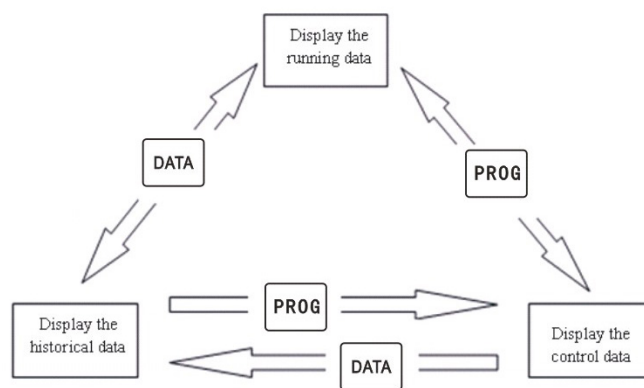 Display the
running data
DATA
PROG
Display the
historical data
PROG
DATA
Display the
control data